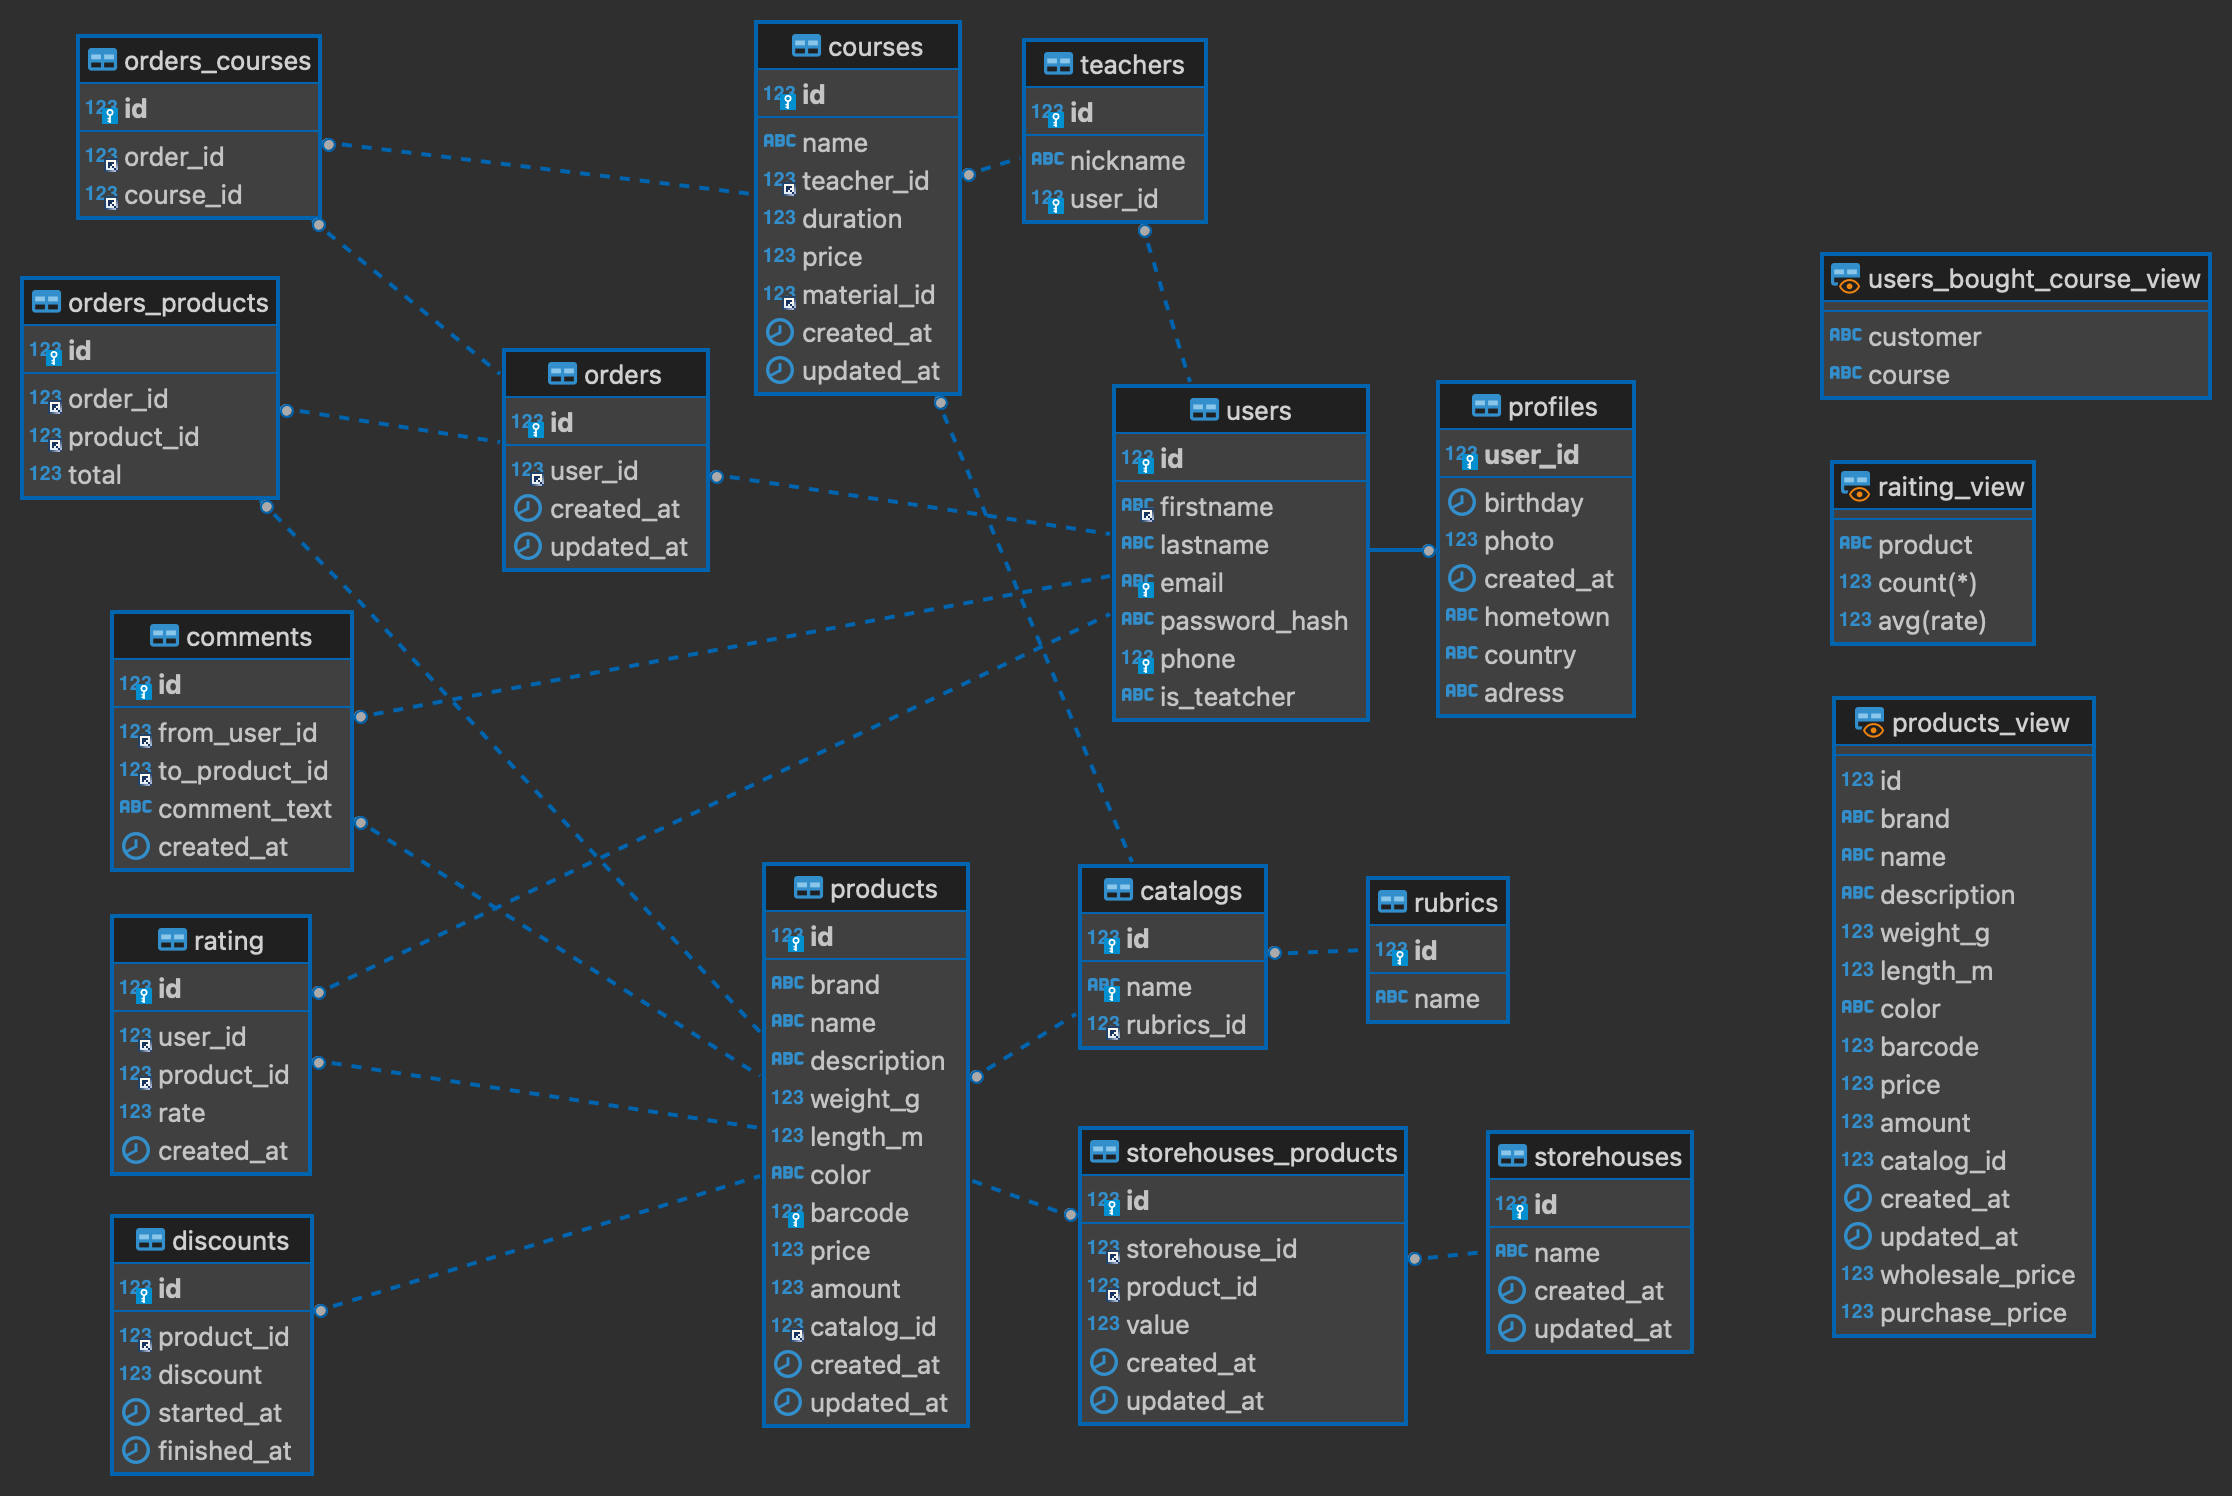 orders_courses
id
order_id
course_id
orders_products
id
order_id
product_id
total
orders
id
user_id
created_at
updated_at
courses
id
name
teacher_id
duration
price
material_id
created_at
updated_at
teachers
id
nickname
user_id
users
id
firstname
lastname
email
password_hash
phone
is_teatcher
profiles
user_id
birthday
photo
created_at
hometown
country
adress
users_bought_course_view
customer
course
raiting_view
product
count(*)
avg(rate)
products_view
id
brand
name
description
weight_g
length_m
color
barcode
price
amount
catalog_id
created_at
updated_at
wholesale_price
purchase_price
comments
id
from_user_id
to_product_id
comment_text
created_at
rating
id
user_id
product_id
rate
created_at
discounts
id
product_id
discount
started_at
finished_at
products
id
brand
name
description
weight_g
length_m
color
barcode
price
amount
catalog_id
created_at
updated_at
catalogs
id
name
rubrics_id
rubrics
id
name
storehouses_products
id
storehouse_id
product_id
value
created_at
updated_at
storehouses
id
name
created_at
updated_at